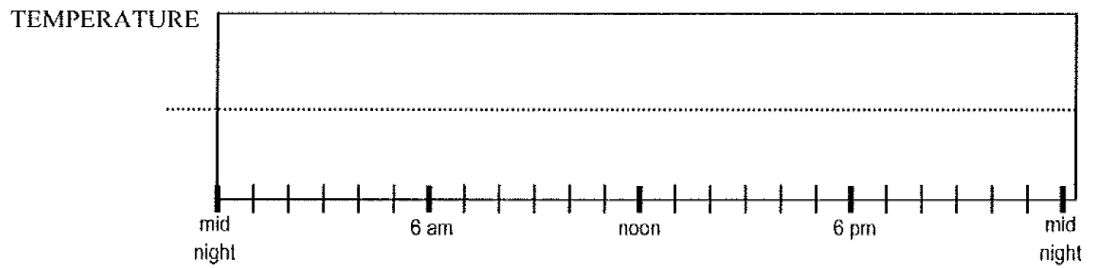 TEMPERATURE
mid night
6 am
noon
6 pm
mid night